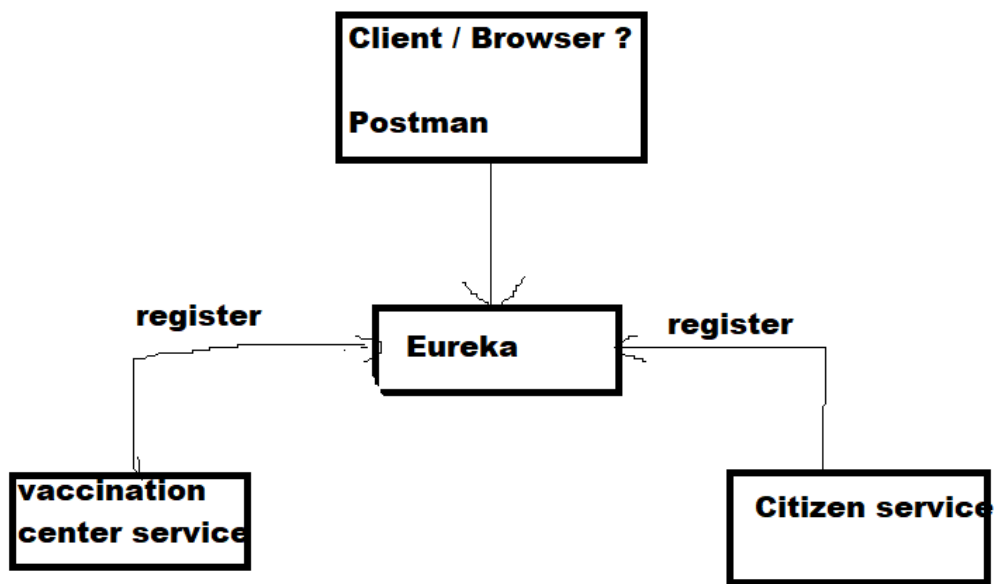 Client / Browser ?
Postman
register
register
Eureka
vaccination
center service
Citizen service